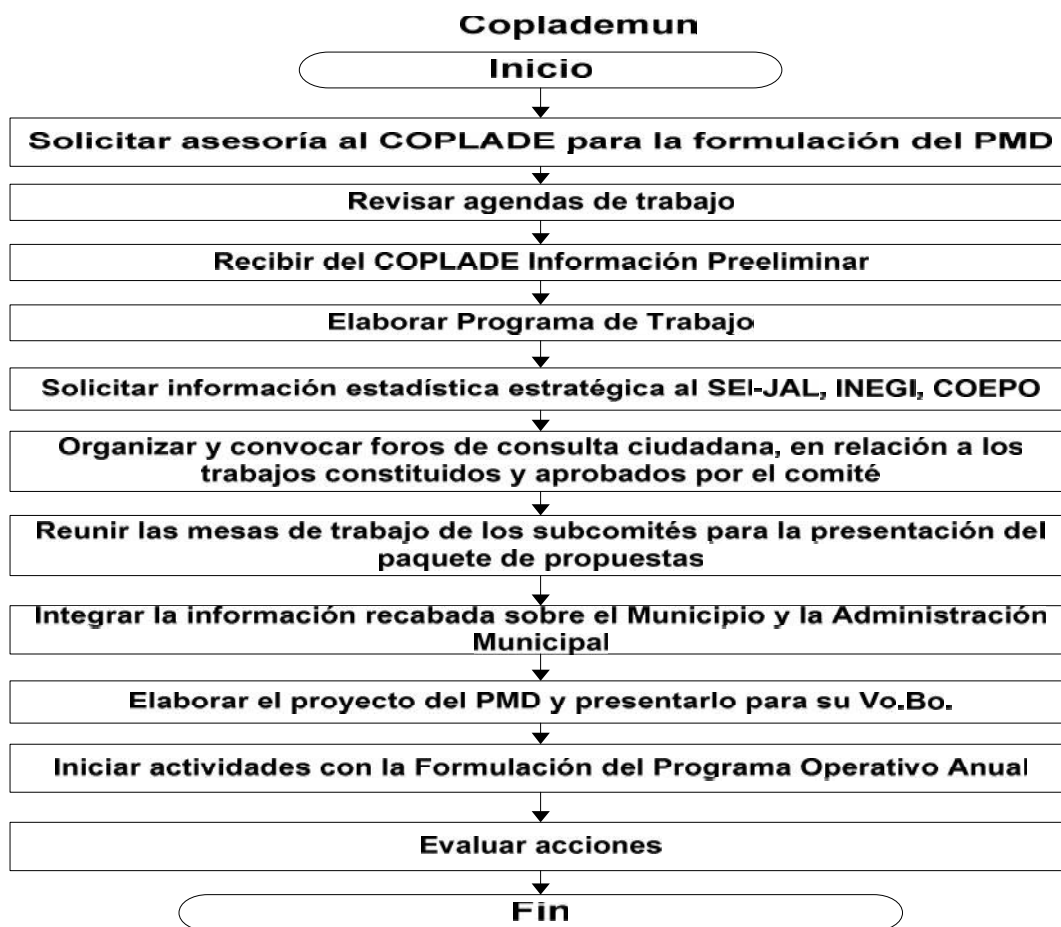 Coplademun
Inicio
Solicitar asesoría al COPLADE para la formulación del PMD
Revisar agendas de trabajo
Recibir del COPLADE Información Preeliminar
Elaborar Programa de Trabajo
Solicitar información estadística estratégica al SEI-JAL, INEGI, COEPO
Organizar y convocar foros de consulta ciudadana, en relación a los
trabajos constituidos y aprobados por el comité
Reunir las mesas de trabajo de los subcomités para la presentación del
paquete de propuestas
Integrar la información recabada sobre el Municipio y la Administración
Municipal
Elaborar el proyecto del PMD y presentarlo para su Vo.Bo.
Iniciar actividades con la Formulación del Programa Operativo Anual
Evaluar acciones
Fin